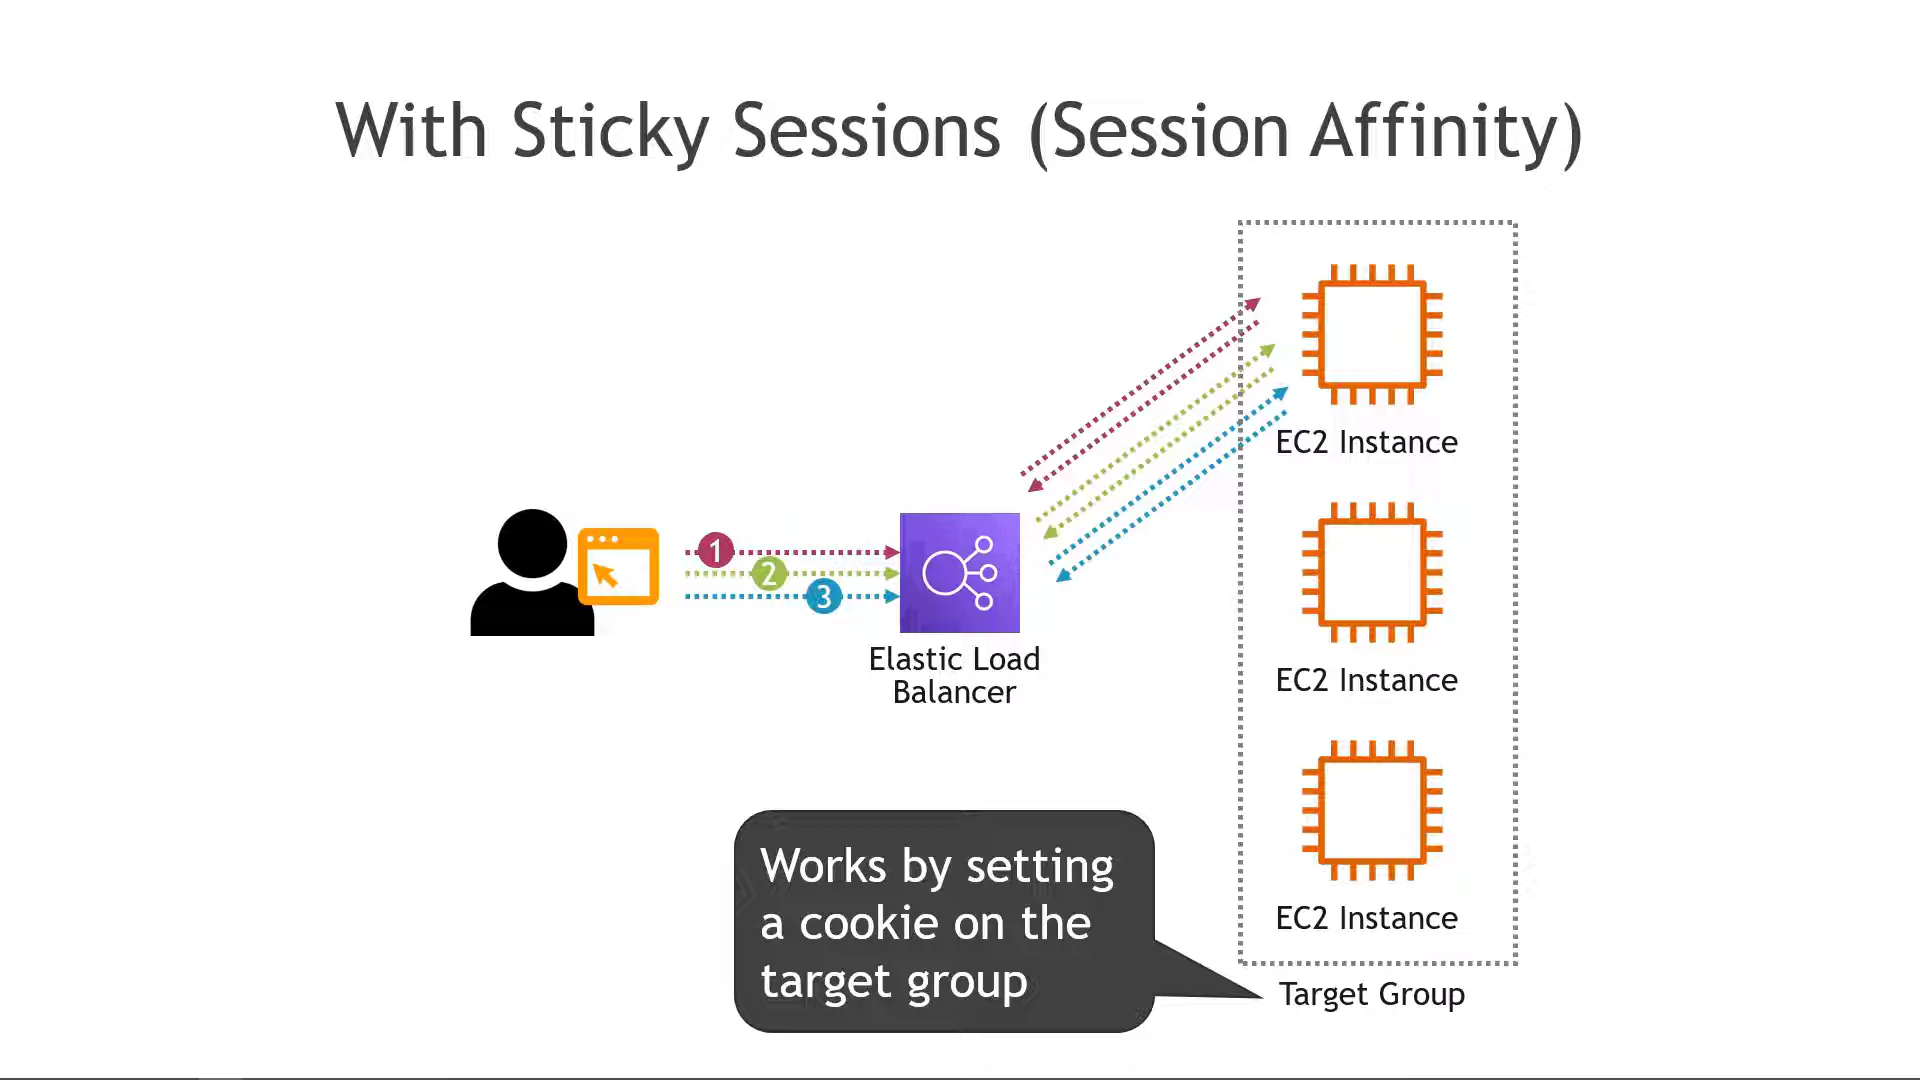 With Sticky Sessions (Session Affinity)
EC2 Instance
1
2
3
Elastic Load
Balancer
EC2 Instance
EC2 Instance
Works by setting
a cookie on the
target group
Target Group